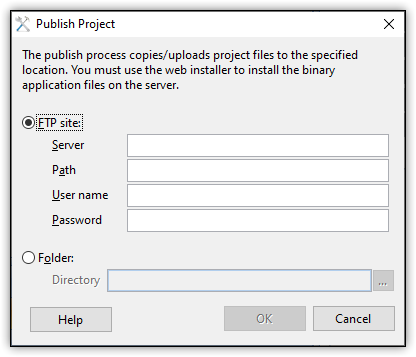 Publish Project
The publish process copies/uploads project files to the specified
location. You must use the web installer to install the binary
application files on the server.
FTP site:
Server
Path
User name
Password
Folder:
Directory ...
Help OK Cancel